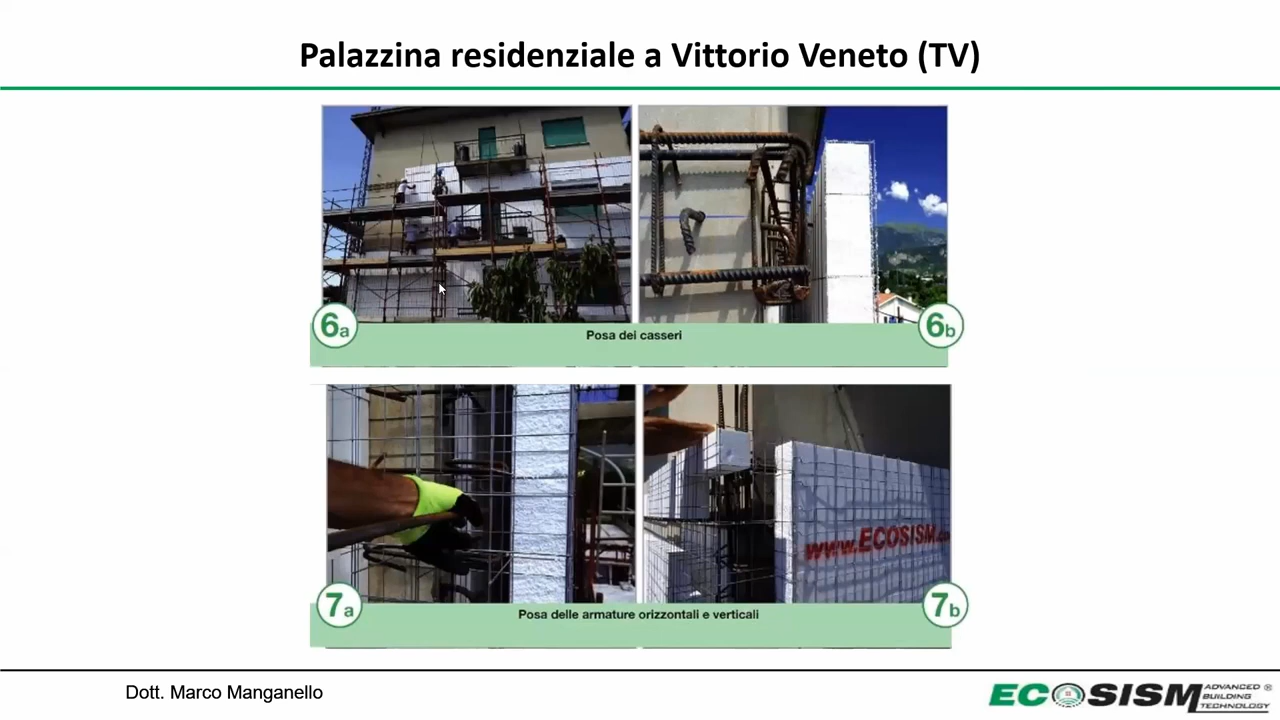 Palazzina residenziale a Vittorio Veneto (TV)
6a
6b
Posa dei casseri
www.ECOSISM.co
7a
7b
Posa delle armature orizzontali e verticali
Dott. Marco Manganello
ECOSISM ADVANCED ®
BUILDING
TECHNOLOGY